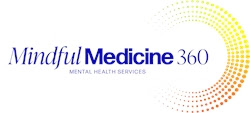 Mindful Medicine 360
MENTAL HEALTH SERVICES